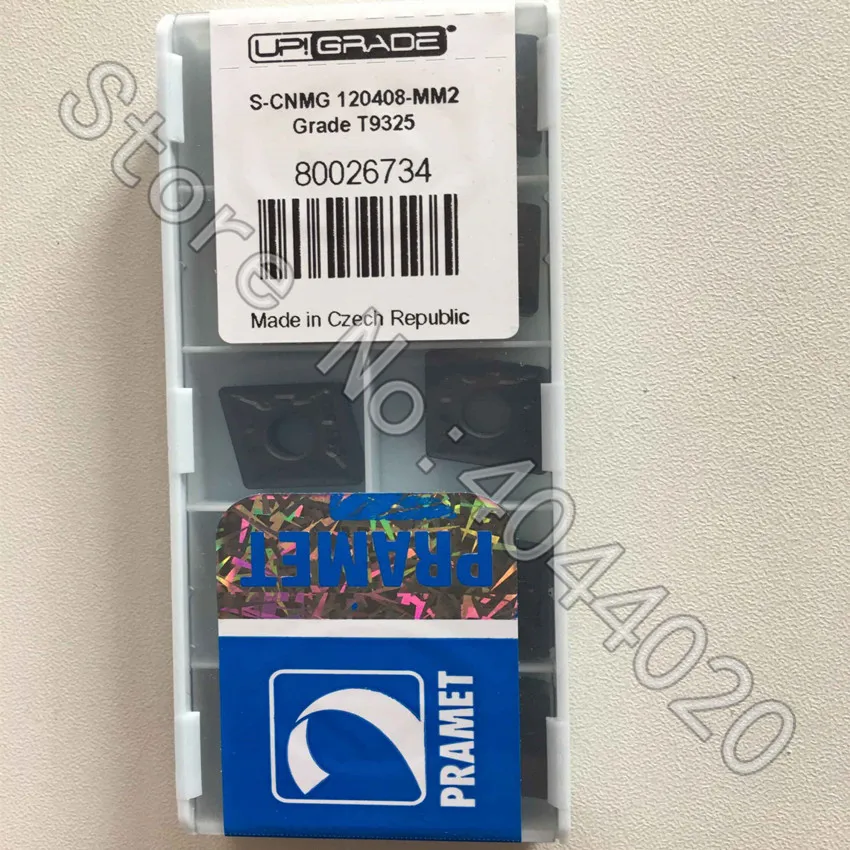 UP!GRADE
S-CNMG 120408-MM2
Grade T9325
80026734
Made in Czech Republic
PRAMET
PRAMET
Store No.: 4044020